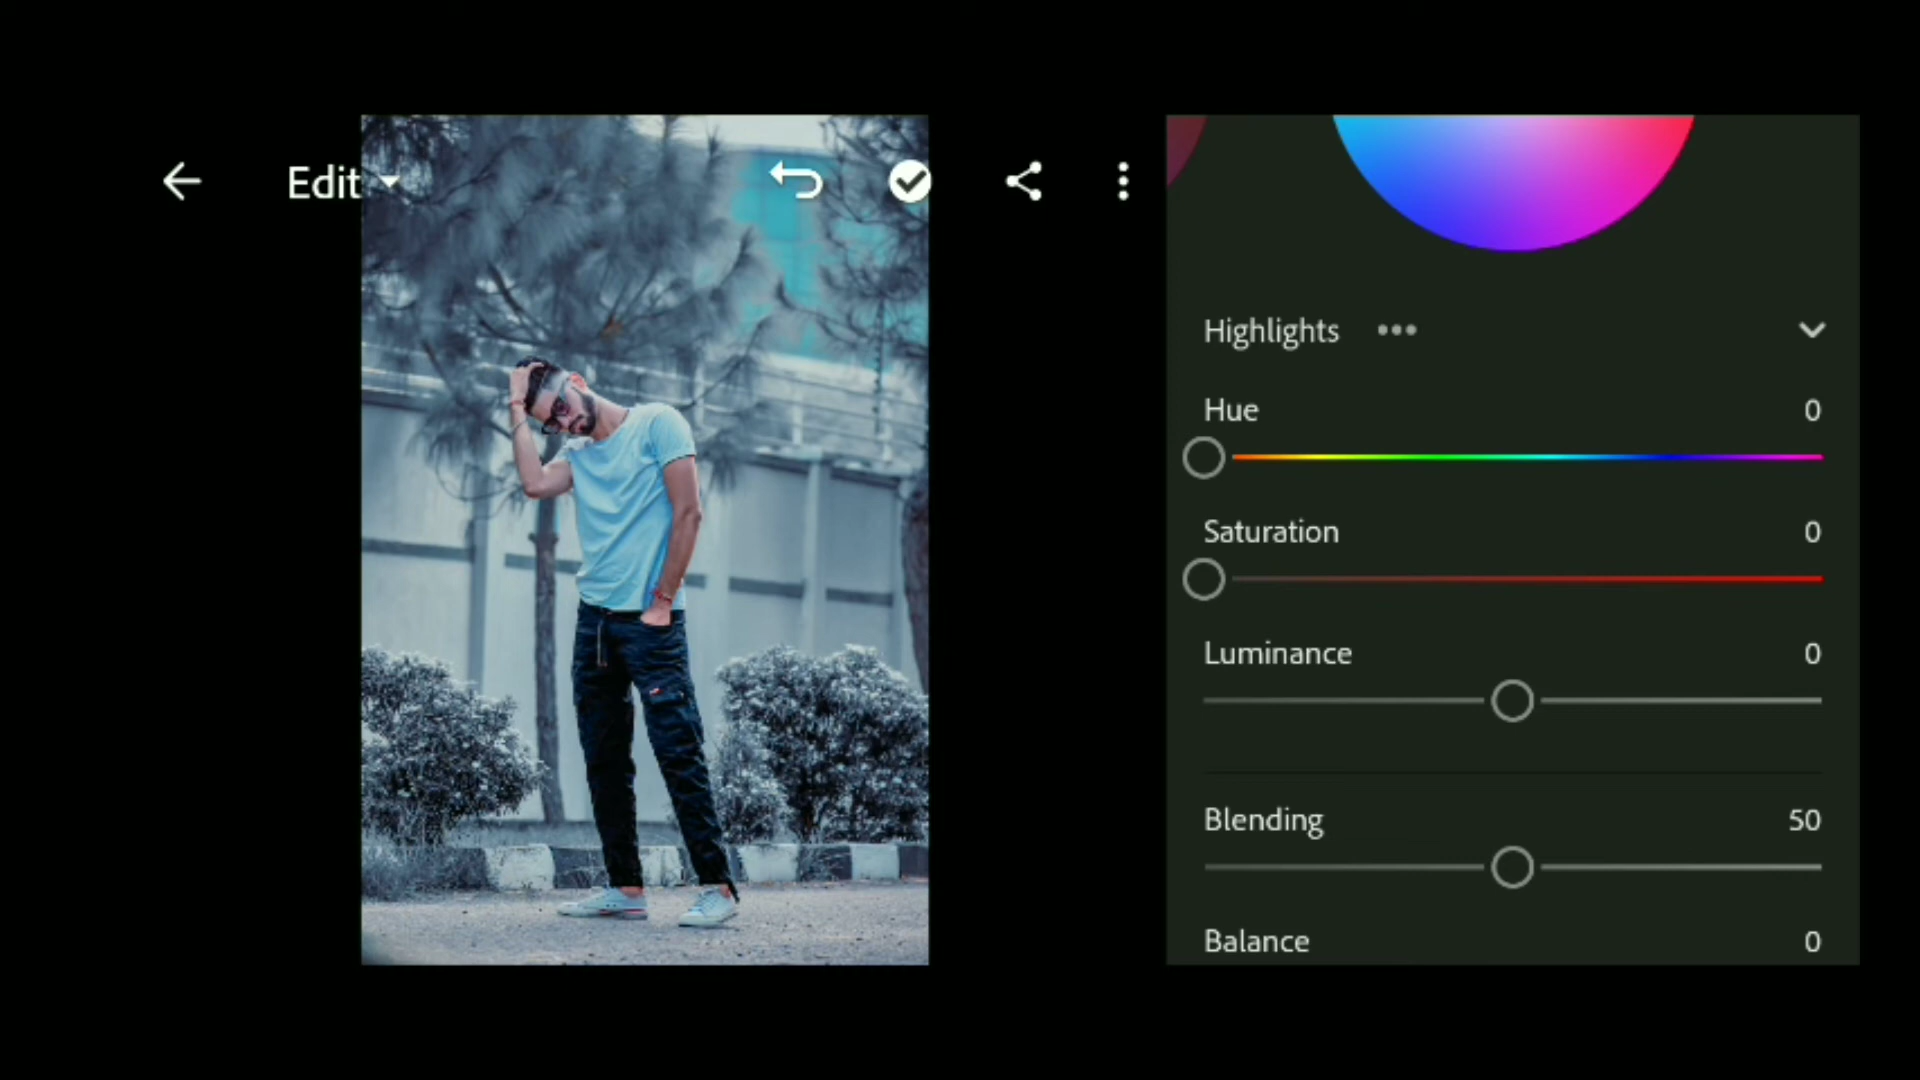 Edit
Highlights
Hue 0
Saturation 0
Luminance 0
Blending 50
Balance 0